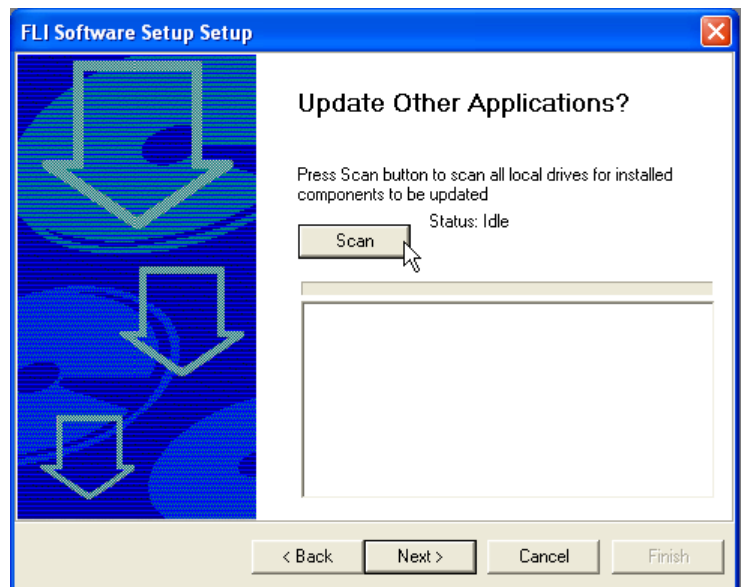 FLI Software Setup Setup
Update Other Applications?
Press Scan button to scan all local drives for installed
components to be updated
Status: Idle
Scan
< Back
Next >
Cancel
Finish